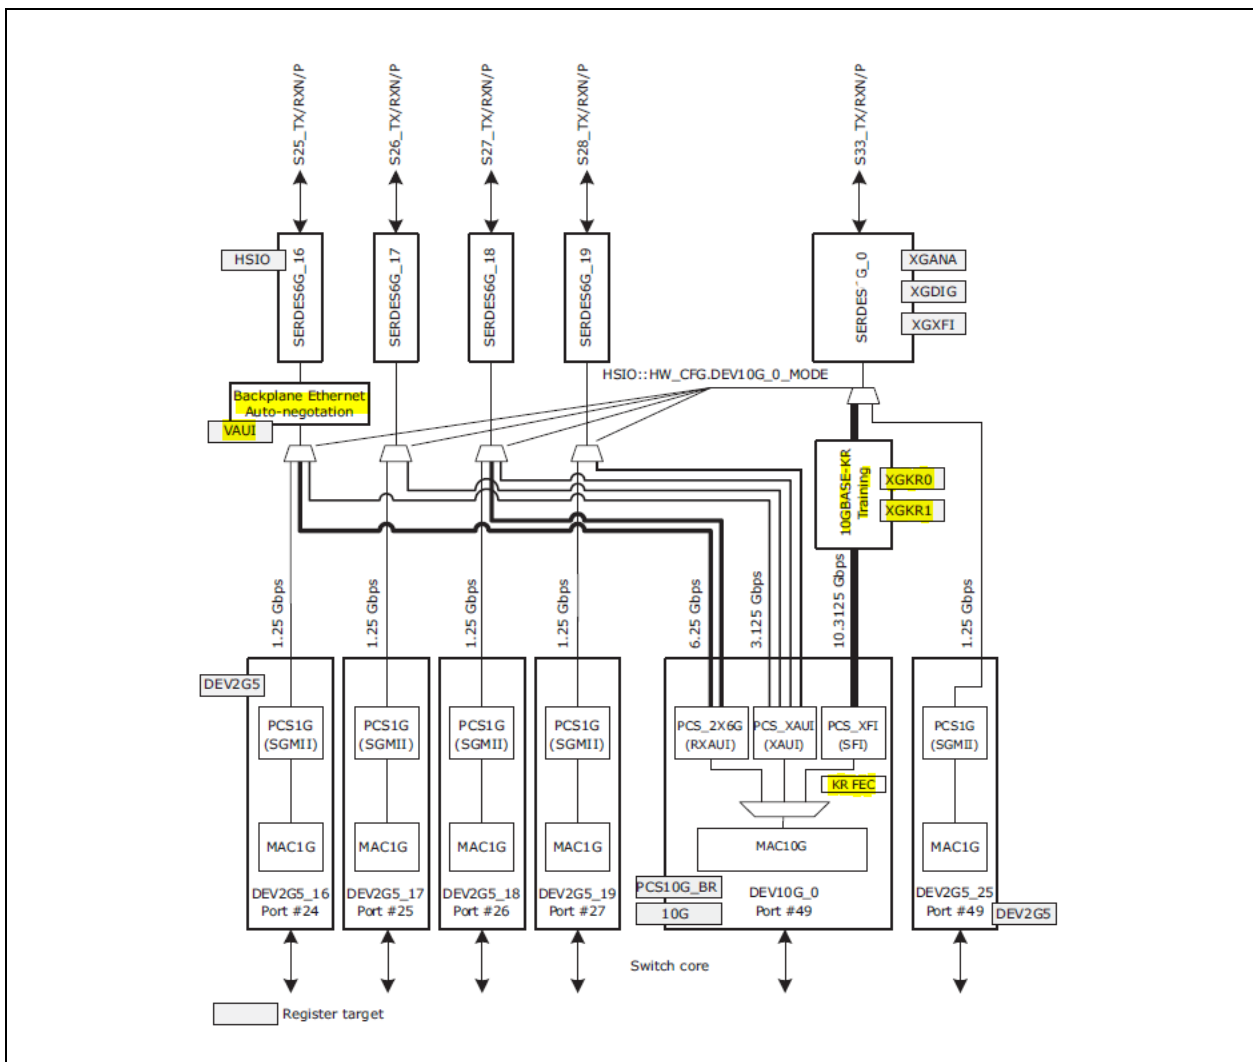 S25_TX/RXN/P
S26_TX/RXN/P
S27_TX/RXN/P
S28_TX/RXN/P
S33_TX/RXN/P
HSIO
SERDES6G_16
SERDES6G_17
SERDES6G_18
SERDES6G_19
SERDES`G_0
XGANA
XGDIG
XGXFI
HSIO::HW_CFG.DEV10G_0_MODE
Backplane Ethernet
Auto-negotation
VAUI
10GBASE-KR
Training
XGKR0
XGKR1
1.25 Gbps
1.25 Gbps
1.25 Gbps
1.25 Gbps
6.25 Gbps
3.125 Gbps
10.3125 Gbps
1.25 Gbps
DEV2G5
PCS1G
(SGMII)
PCS1G
(SGMII)
PCS1G
(SGMII)
PCS1G
(SGMII)
PCS_2X6G
(RXAUI)
PCS_XAUI
(XAUI)
PCS_XFI
(SFI)
PCS1G
(SGMII)
KR FEC
MAC1G
MAC1G
MAC1G
MAC1G
MAC10G
MAC1G
DEV2G5_16
Port #24
DEV2G5_17
Port #25
DEV2G5_18
Port #26
DEV2G5_19
Port #27
PCS10G_BR
10G
DEV10G_0
Port #49
DEV2G5_25
Port #49
DEV2G5
Switch core
Register target